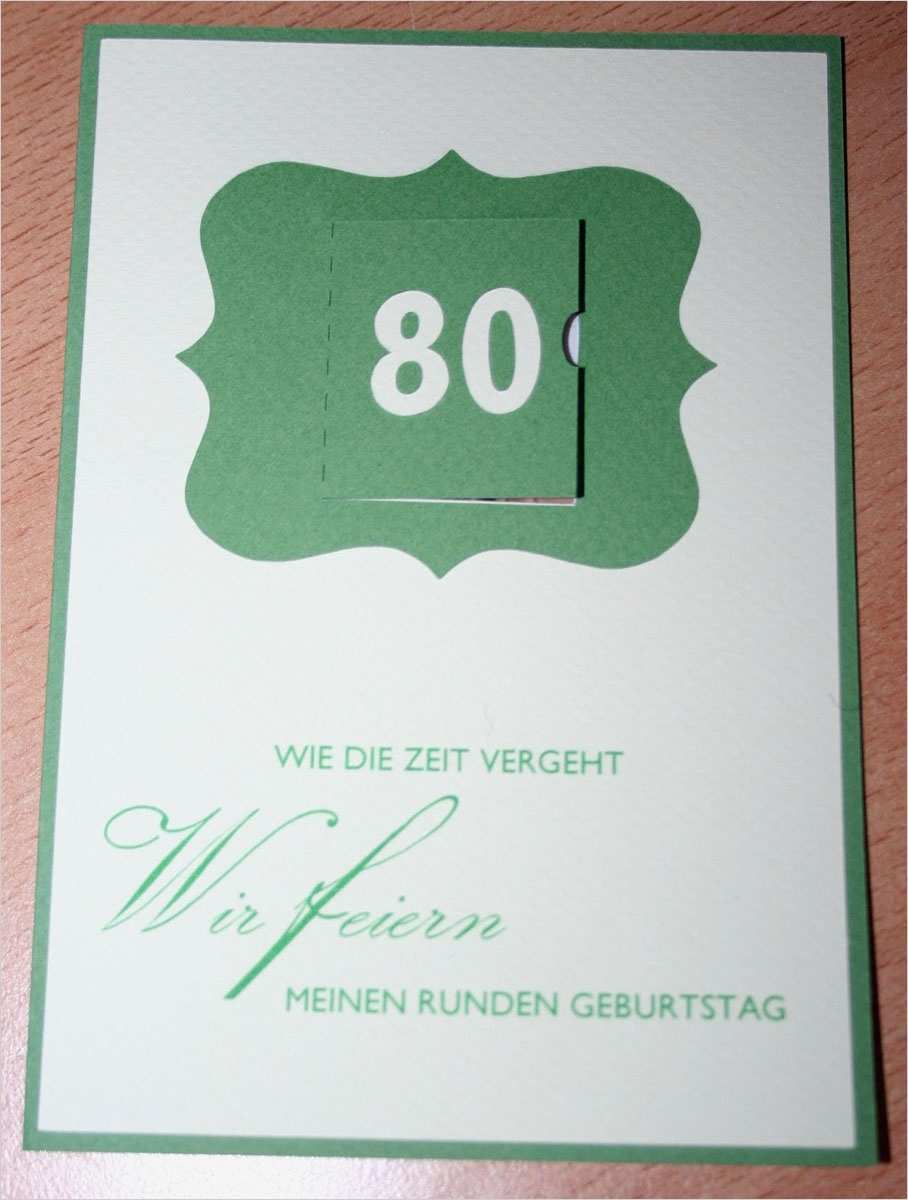 80
WIE DIE ZEIT VERGEHT
Wir feiern
MEINEN RUNDEN GEBURTSTAG